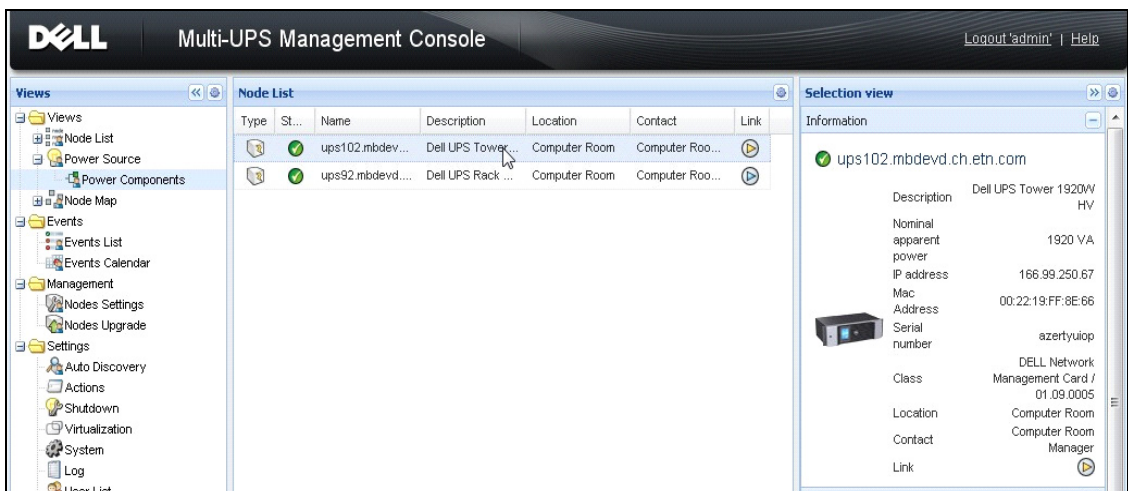 DELL
Multi-UPS Management Console
Logout 'admin' | Help
Views
Views
Node List
Power Source
Power Components
Node Map
Events
Events List
Events Calendar
Management
Nodes Settings
Nodes Upgrade
Settings
Auto Discovery
Actions
Shutdown
Virtualization
System
Log
User List
Node List
Type St... Name Description Location Contact Link
ups102.mbdev... Dell UPS Tower... Computer Room Computer Roo...
ups92.mbdevd.... Dell UPS Rack ... Computer Room Computer Roo...
Selection view
Information
ups102.mbdevd.ch.etn.com
Description Dell UPS Tower 1920W
HV
Nominal
apparent 1920 VA
power
IP address 166.99.250.67
Mac
Address 00:22:19:FF:8E:66
Serial
number azertyuiop
DELL Network
Class Management Card /
01.09.0005
Location Computer Room
Contact Computer Room
Manager
Link